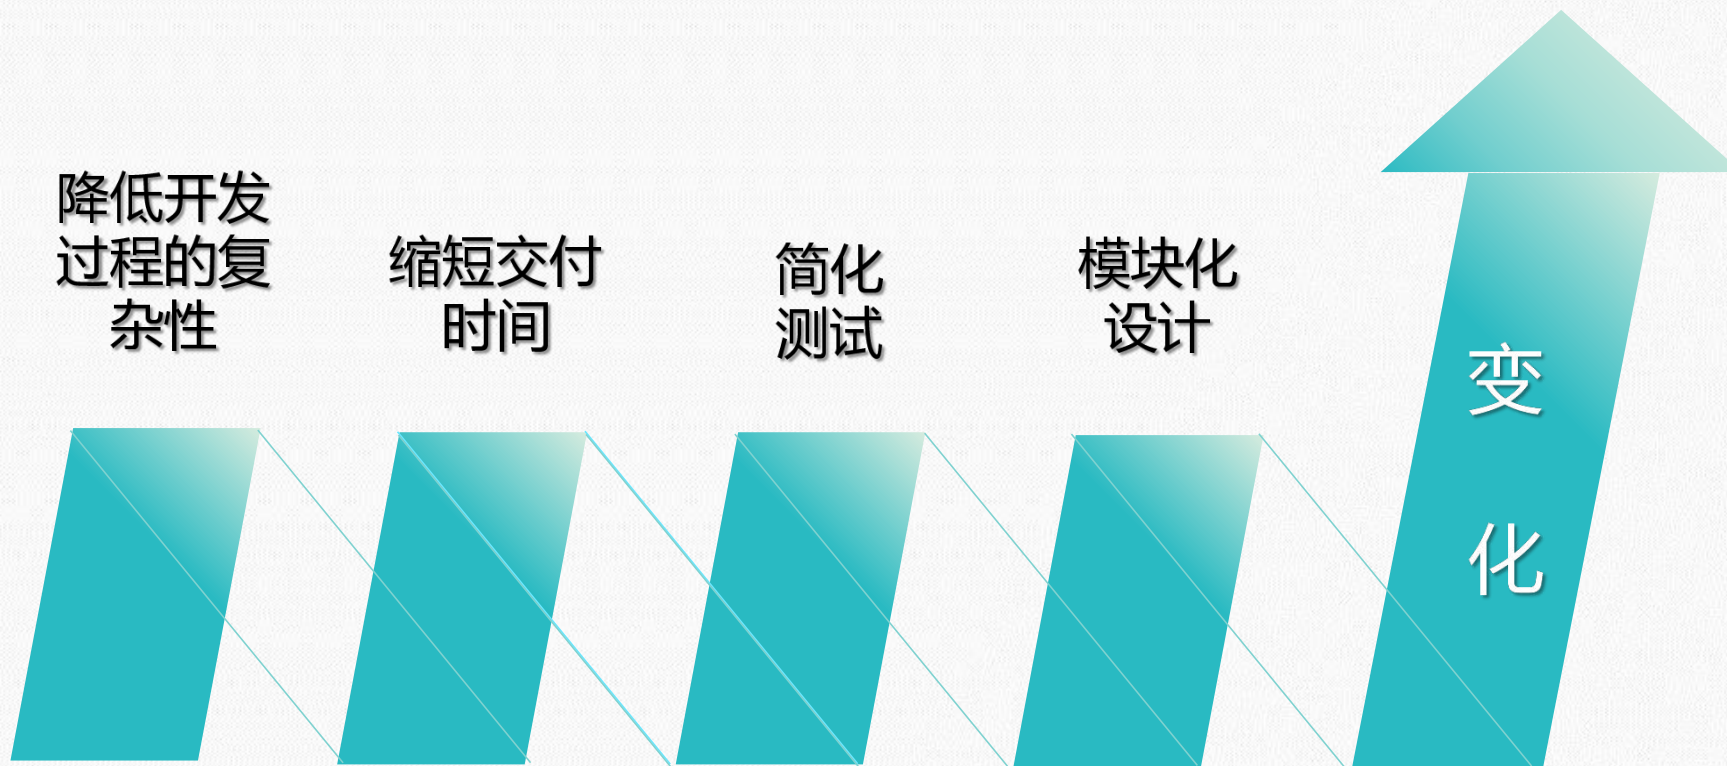 降低开发
过程的复
杂性
缩短交付
时间
简化
测试
模块化
设计
变
化